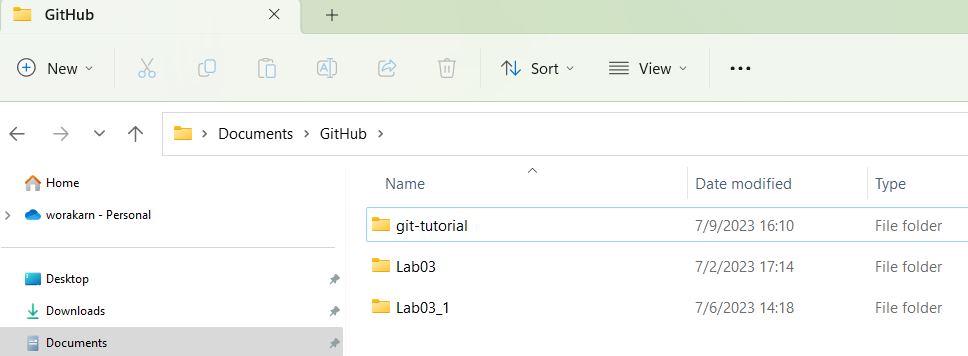 GitHub
New
Sort
View
Documents
GitHub
Home
worakarn - Personal
Desktop
Downloads
Documents
Name Date modified Type
git-tutorial 7/9/2023 16:10 File folder
Lab03 7/2/2023 17:14 File folder
Lab03_1 7/6/2023 14:18 File folder